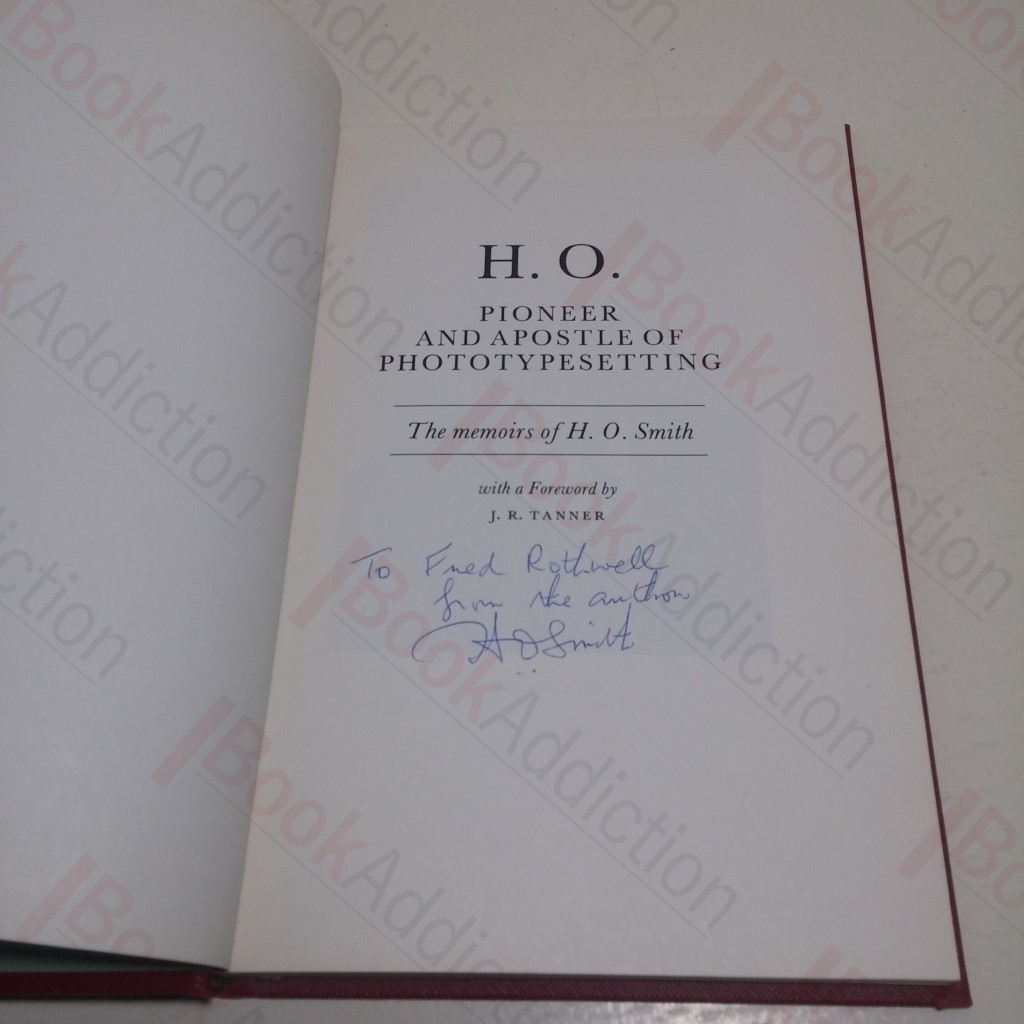 H. O.
PIONEER
AND APOSTLE OF
PHOTOTYPESETTING
The memoirs of H. O. Smith
with a Foreword by
J. R. TANNER
To Fred Rothwell
from the author
H O Smith
BookAddiction